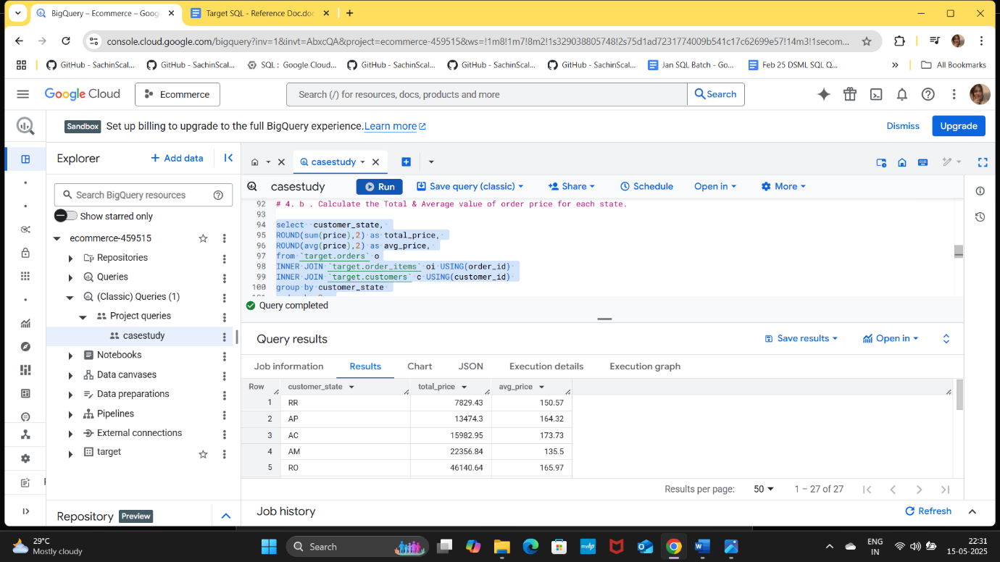 BigQuery – Ecommerce – Goog
Target SQL - Reference Doc.doc
console.cloud.google.com/bigquery?inv=1&invt=AbxcQA&project=ecommerce-459515&ws=!1m8!1m7!8m2!1s329038805748!2s75d1ad7231774009b541c17c62699e57!14m3!1secom...
GitHub - SachinScal... GitHub - SachinScal... SQL : Google Cloud... GitHub - SachinScal... GitHub - SachinScal... GitHub - SachinScal... Jan SQL Batch - Go... Feb 25 DSML SQL Q... » All Bookmarks
Google Cloud Ecommerce Search (/) for resources, docs, products and more Search
Sandbox Set up billing to upgrade to the full BigQuery experience. Learn more Dismiss Upgrade
Explorer + Add data
casestudy
casestudy Run Save query (classic) Share Schedule Open in More
Search BigQuery resources
Show starred only
ecommerce-459515
Repositories
Queries
(Classic) Queries (1)
Project queries
casestudy
Notebooks
Data canvases
Data preparations
Pipelines
External connections
target
Repository Preview
92 # 4. b . Calculate the Total & Average value of order price for each state.
93
94 select customer_state,
95 ROUND(sum(price),2) as total_price,
96 ROUND(avg(price),2) as avg_price,
97 from `target.orders` o
98 INNER JOIN `target.order_items` oi USING(order_id)
99 INNER JOIN `target.customers` c USING(customer_id)
100 group by customer_state
Query completed
Query results Save results Open in
Job information Results Chart JSON Execution details Execution graph
Row customer_state total_price avg_price
1 RR 7829.43 150.57
2 AP 13474.3 164.32
3 AC 15982.95 173.73
4 AM 22356.84 135.5
5 RO 46140.64 165.97
Results per page: 50 1 – 27 of 27
Job history Refresh
29°C
Mostly cloudy
Search
ENG
IN
22:31
15-05-2025